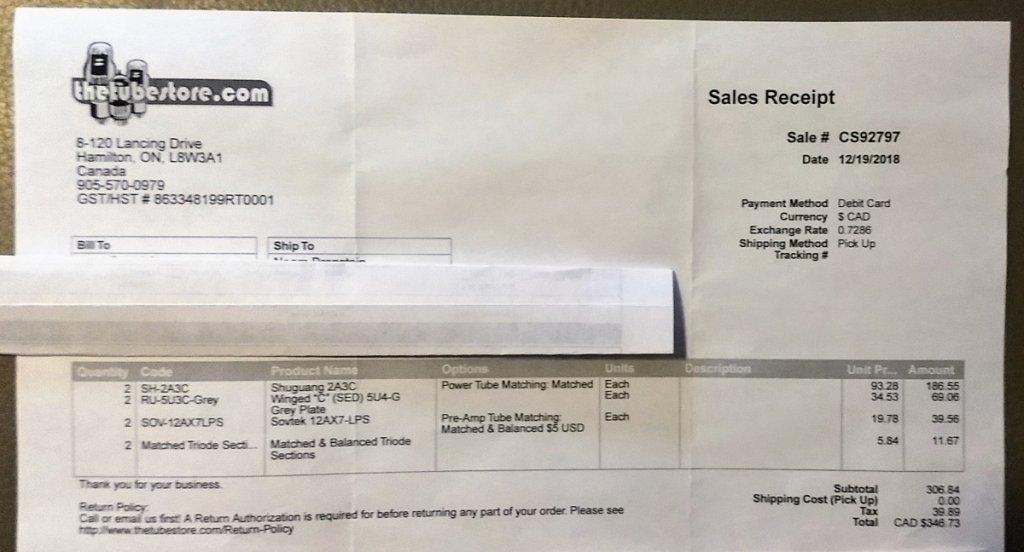 thetubestore.com
8-120 Lancing Drive
Hamilton, ON, L8W3A1
Canada
905-570-0979
GST/HST # 863348199RT0001
Sales Receipt
Sale # CS92797
Date 12/19/2018
Payment Method Debit Card
Currency $ CAD
Exchange Rate 0.7286
Shipping Method Pick Up
Tracking #
Bill To Ship To
Quantity Code Product Name Options Units Description Unit Pr... Amount
2 SH-2A3C Shuguang 2A3C Power Tube Matching: Matched Each 93.28 186.55
2 RU-5U3C-Grey Winged "C" (SED) 5U4-G Each 34.53 69.06
Grey Plate
2 SOV-12AX7LPS Sovtek 12AX7-LPS Pre-Amp Tube Matching: Each 19.78 39.56
Matched & Balanced $5 USD
2 Matched Triode Secti... Matched & Balanced Triode 5.84 11.67
Sections
Thank you for your business.
Return Policy:
Call or email us first! A Return Authorization is required for before returning any part of your order. Please see
http://www.thetubestore.com/Return-Policy
Subtotal 306.84
Shipping Cost (Pick Up) 0.00
Tax 39.89
Total CAD $346.73